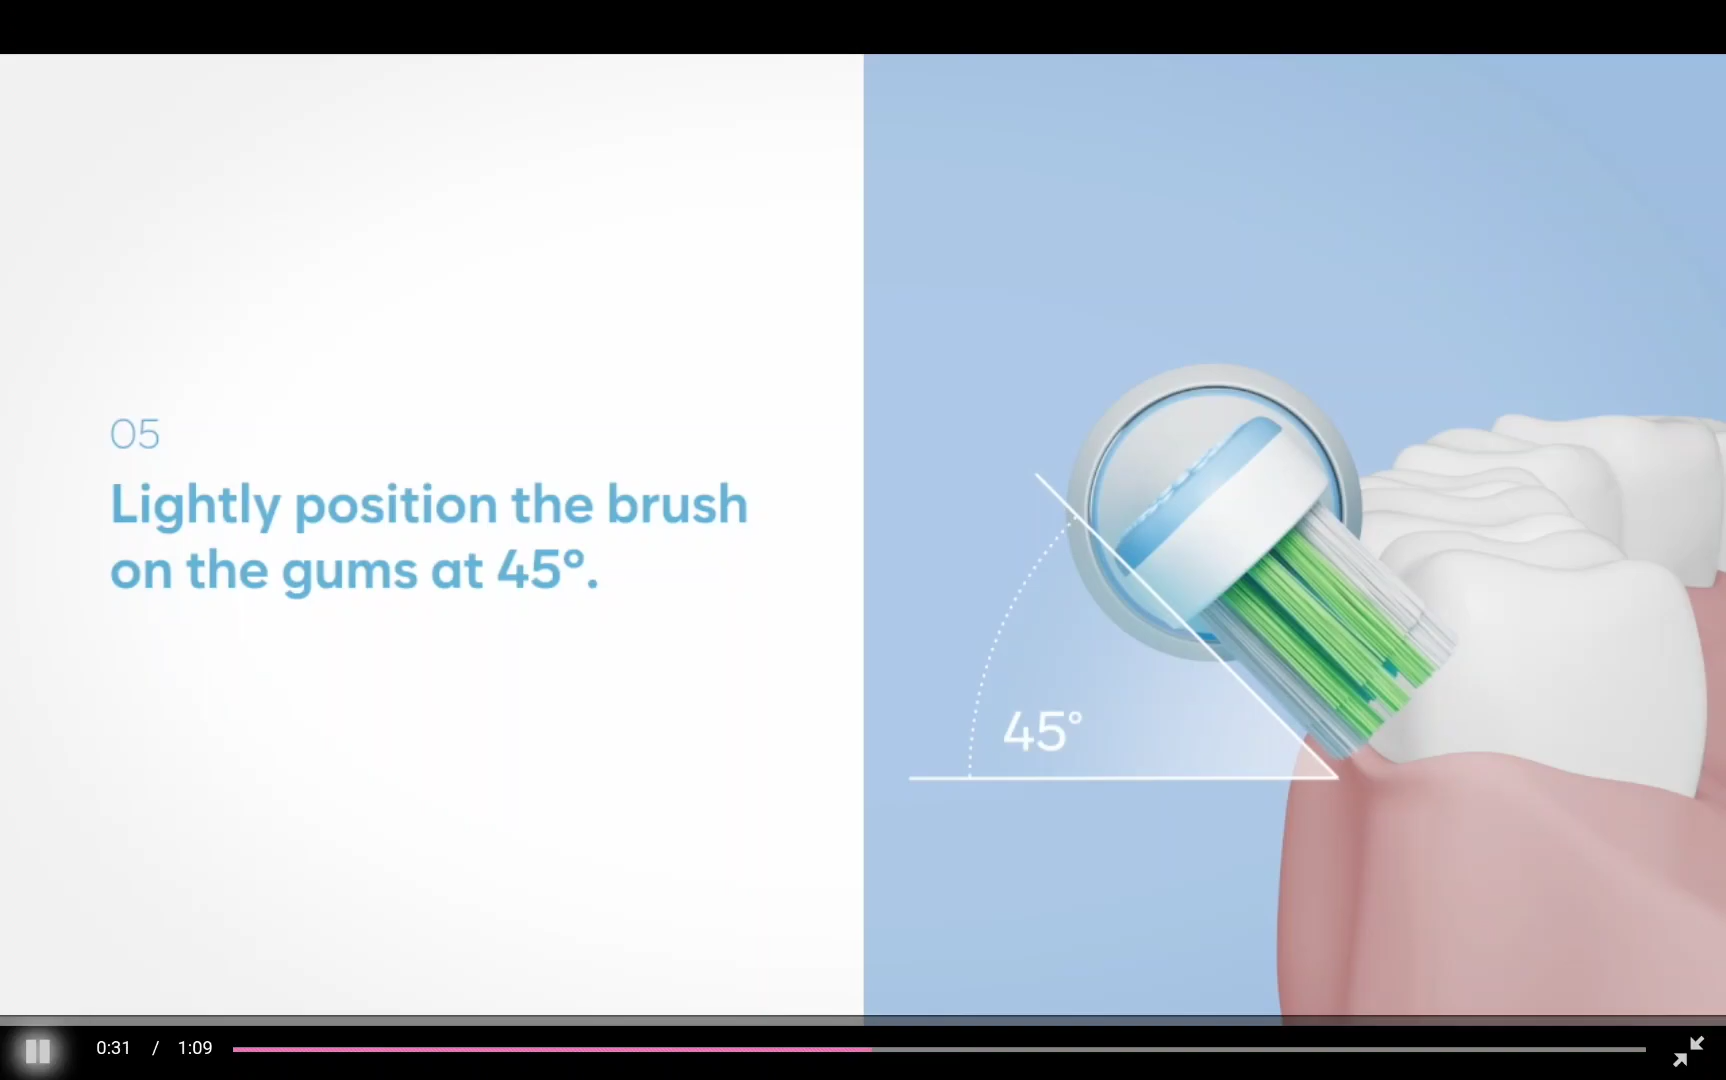 05
Lightly position the brush
on the gums at 45°.
45°
0:31 / 1:09